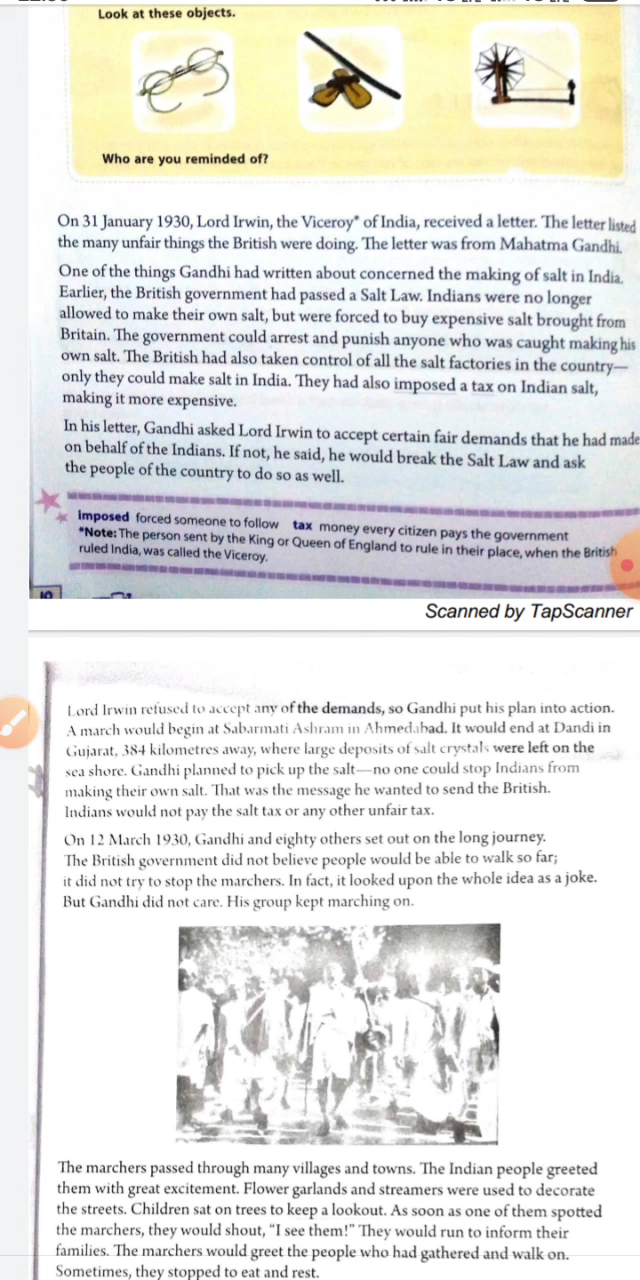 Look at these objects.
Who are you reminded of?
On 31 January 1930, Lord Irwin, the Viceroy* of India, received a letter. The letter listed
the many unfair things the British were doing. The letter was from Mahatma Gandhi.
One of the things Gandhi had written about concerned the making of salt in India.
Earlier, the British government had passed a Salt Law. Indians were no longer
allowed to make their own salt, but were forced to buy expensive salt brought from
Britain. The government could arrest and punish anyone who was caught making his
own salt. The British had also taken control of all the salt factories in the country—
only they could make salt in India. They had also imposed a tax on Indian salt,
making it more expensive.
In his letter, Gandhi asked Lord Irwin to accept certain fair demands that he had made
on behalf of the Indians. If not, he said, he would break the Salt Law and ask
the people of the country to do so as well.
imposed forced someone to follow tax money every citizen pays the government
*Note: The person sent by the King or Queen of England to rule in their place, when the British
ruled India, was called the Viceroy.
10
Scanned by TapScanner
Lord Irwin refused to accept any of the demands, so Gandhi put his plan into action.
A march would begin at Sabarmati Ashram in Ahmedabad. It would end at Dandi in
Gujarat, 384 kilometres away, where large deposits of salt crystals were left on the
sea shore. Gandhi planned to pick up the salt—no one could stop Indians from
making their own salt. That was the message he wanted to send the British.
Indians would not pay the salt tax or any other unfair tax.
On 12 March 1930, Gandhi and eighty others set out on the long journey.
The British government did not believe people would be able to walk so far;
it did not try to stop the marchers. In fact, it looked upon the whole idea as a joke.
But Gandhi did not care. His group kept marching on.
The marchers passed through many villages and towns. The Indian people greeted
them with great excitement. Flower garlands and streamers were used to decorate
the streets. Children sat on trees to keep a lookout. As soon as one of them spotted
the marchers, they would shout, “I see them!” They would run to inform their
families. The marchers would greet the people who had gathered and walk on.
Sometimes, they stopped to eat and rest.